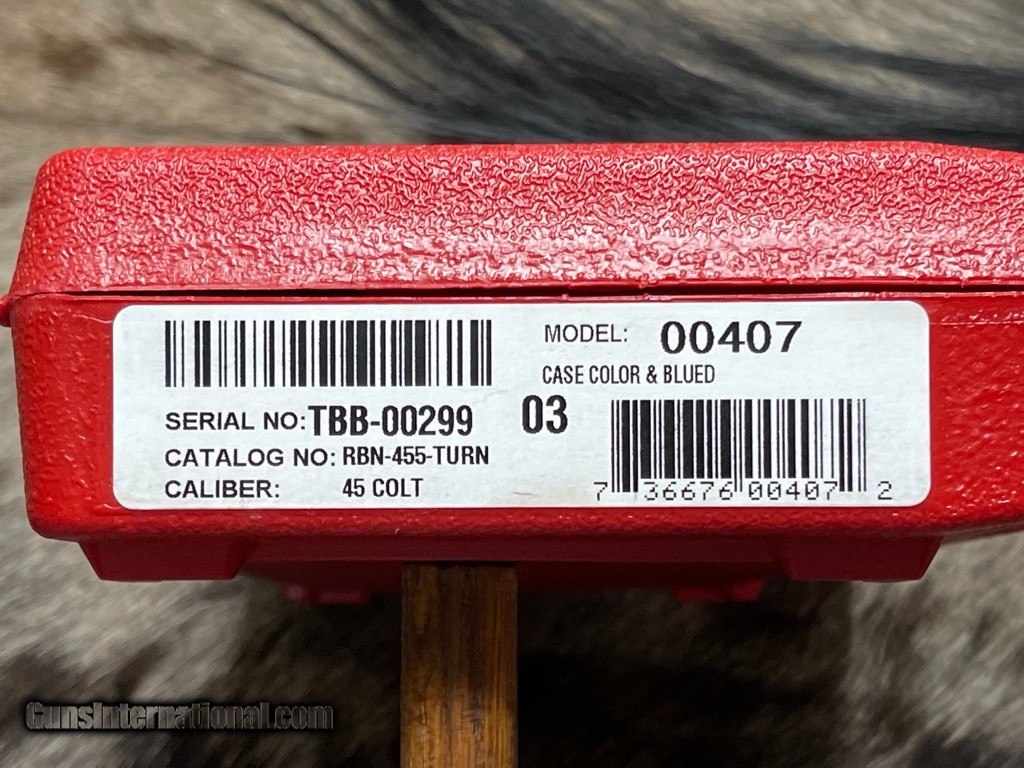 MODEL: 00407
CASE COLOR & BLUED
SERIAL NO: TBB-00299 03
CATALOG NO: RBN-455-TURN
CALIBER: 45 COLT
7 36676 00407 2
GunsInternational.com